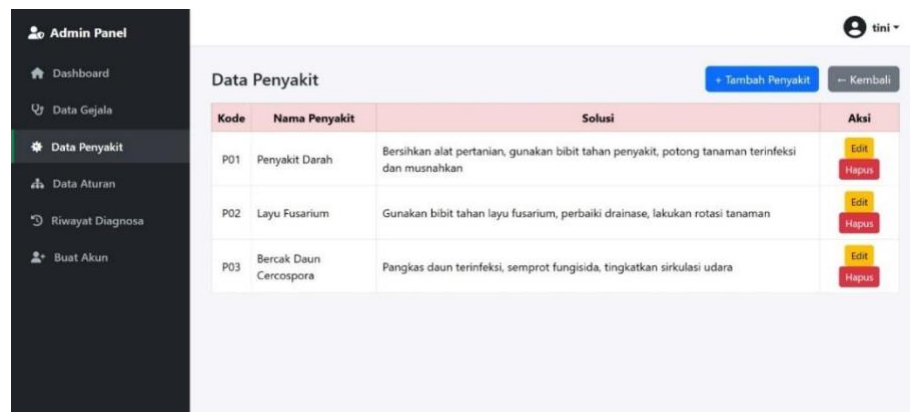 Admin Panel
tini
Dashboard
Data Gejala
Data Penyakit
Data Aturan
Riwayat Diagnosa
Buat Akun
Data Penyakit
+ Tambah Penyakit
← Kembali
Kode Nama Penyakit Solusi Aksi
P01 Penyakit Darah Bersihkan alat pertanian, gunakan bibit tahan penyakit, potong tanaman terinfeksi
dan musnahkan
Edit
Hapus
P02 Layu Fusarium Gunakan bibit tahan layu fusarium, perbaiki drainase, lakukan rotasi tanaman
Edit
Hapus
P03 Bercak Daun
Cercospora
Pangkas daun terinfeksi, semprot fungisida, tingkatkan sirkulasi udara
Edit
Hapus